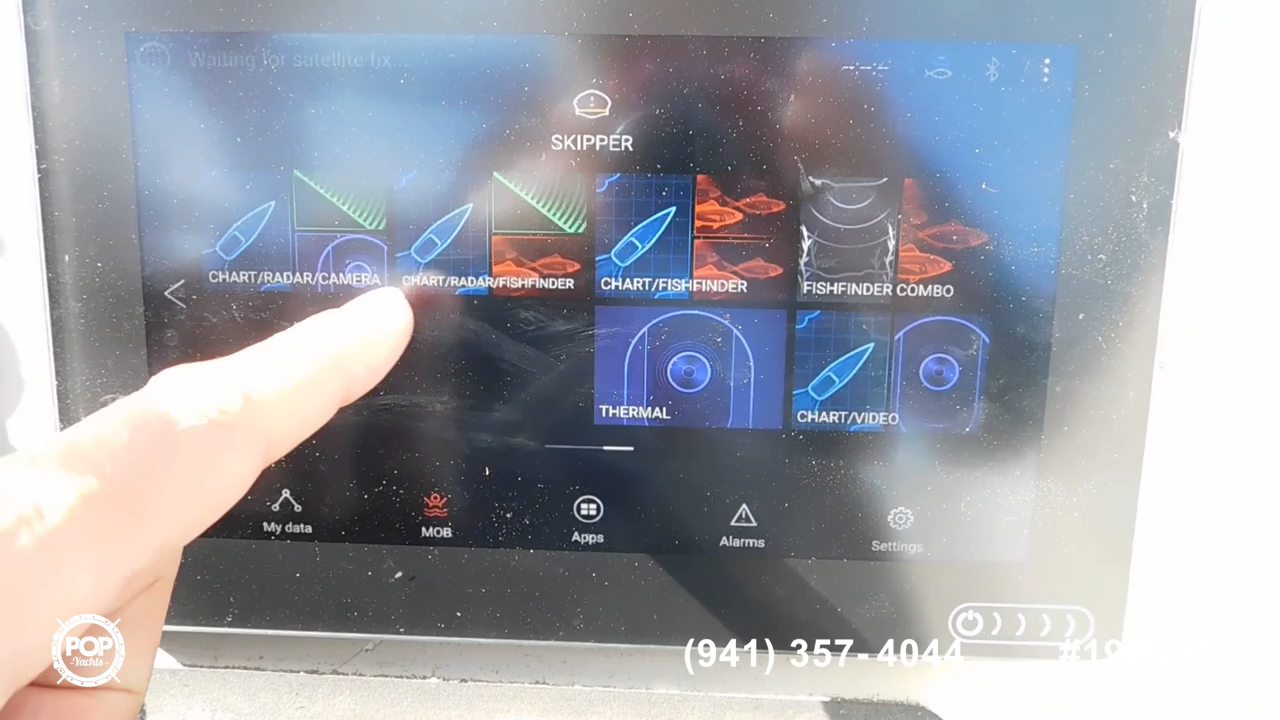 Waiting for satellite fix...
SKIPPER
CHART/RADAR/CAMERA
CHART/RADAR/FISHFINDER
CHART/FISHFINDER
FISHFINDER COMBO
THERMAL
CHART/VIDEO
My data
MOB
Apps
Alarms
Settings
POP
-Yachts-
(941) 357-4044